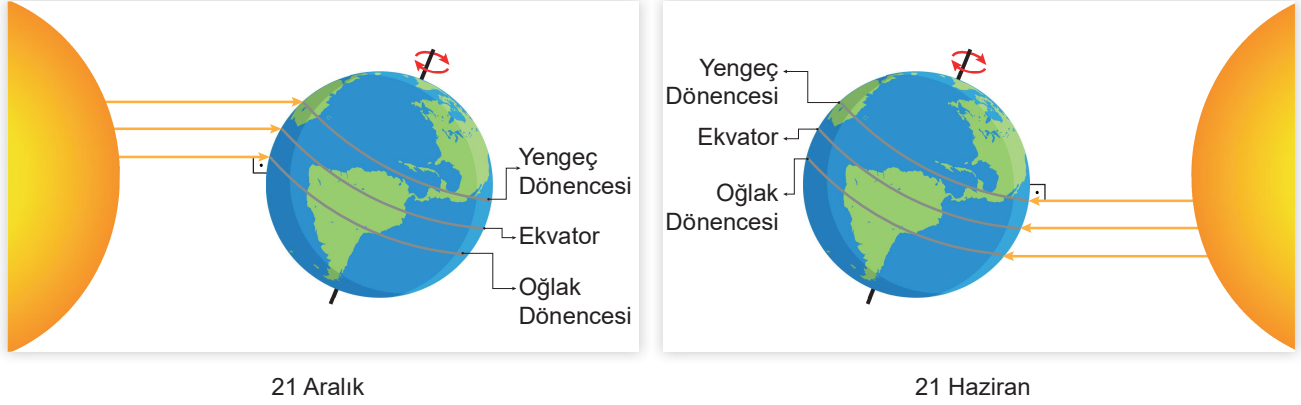 Yengeç
Dönencesi
Ekvator
Oğlak
Dönencesi
21 Aralık
Yengeç
Dönencesi
Ekvator
Oğlak
Dönencesi
21 Haziran